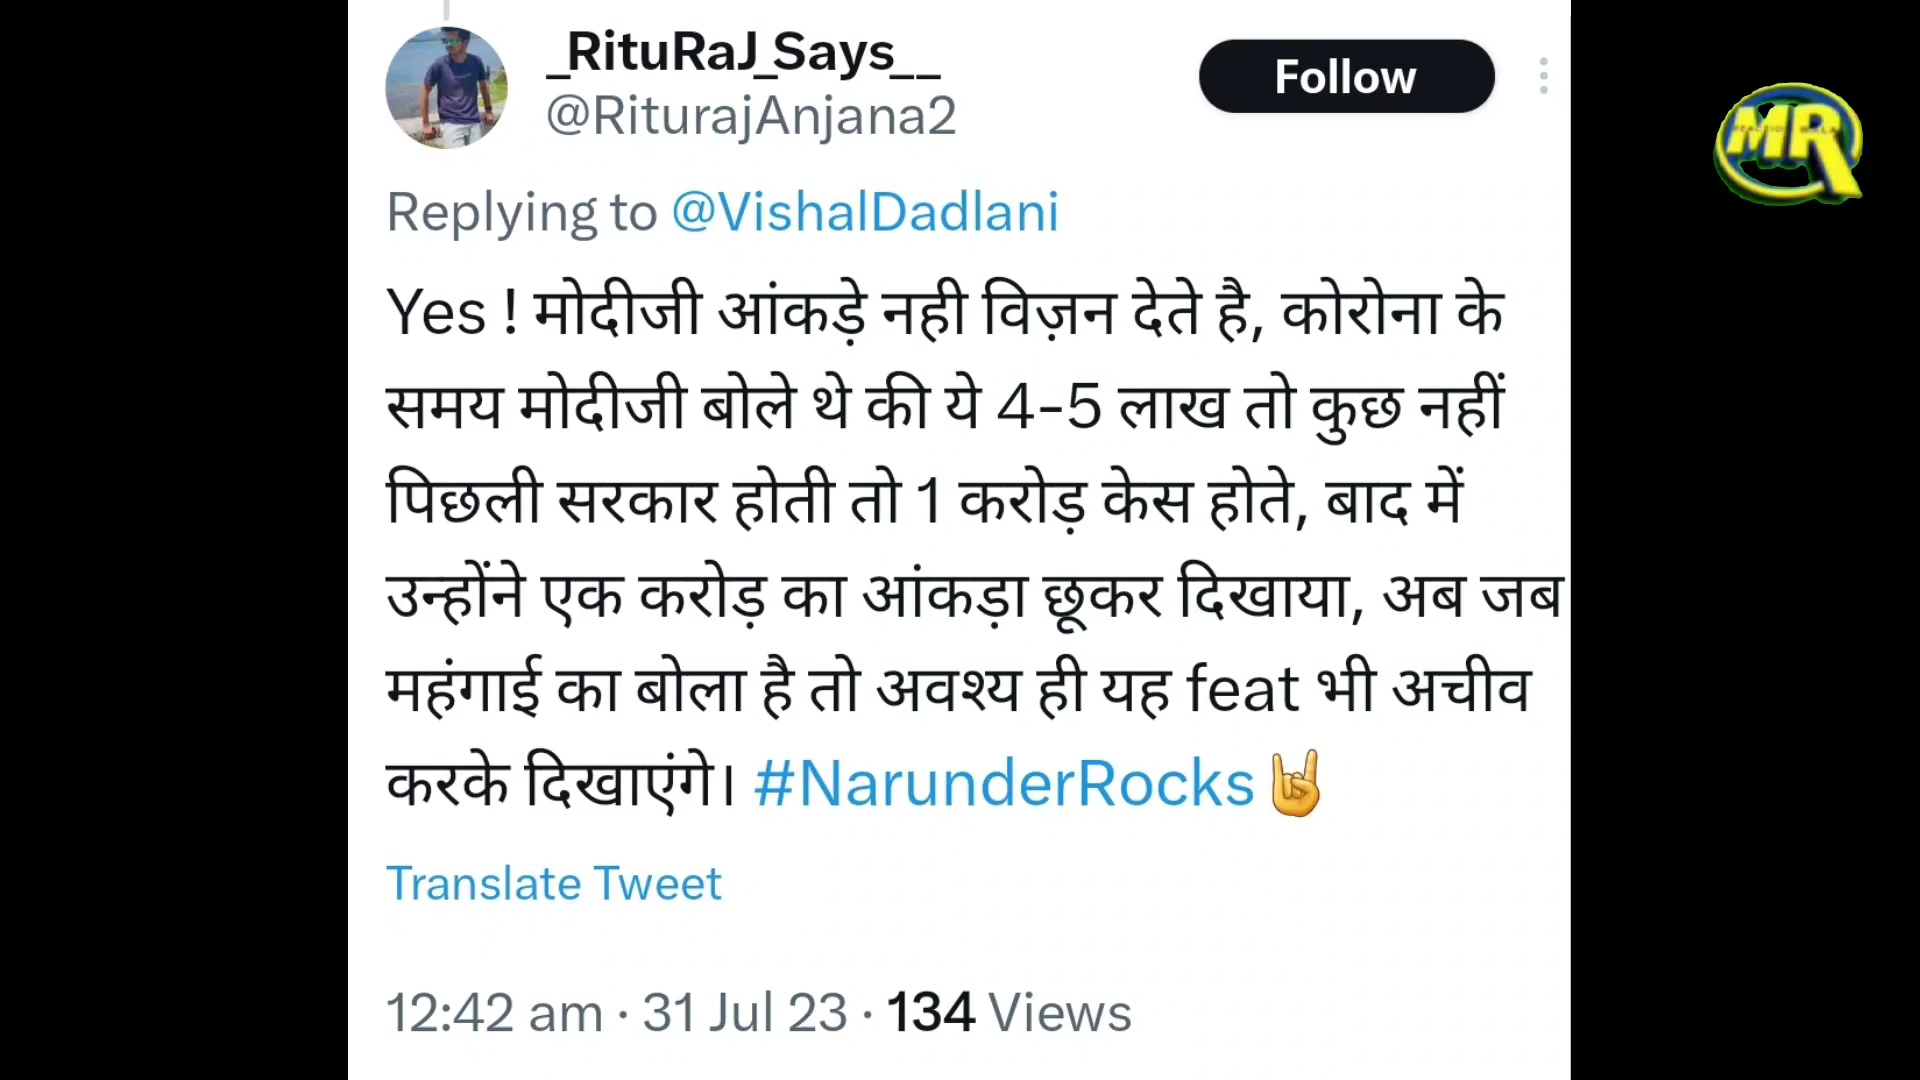 _RituRaJ_Says__
Follow
@RiturajAnjana2
Replying to @VishalDadlani
Yes ! मोदीजी आंकड़े नही विज़न देते है, कोरोना के
समय मोदीजी बोले थे की ये 4-5 लाख तो कुछ नहीं
पिछली सरकार होती तो 1 करोड़ केस होते, बाद में
उन्होंने एक करोड़ का आंकड़ा छूकर दिखाया, अब जब
महंगाई का बोला है तो अवश्य ही यह feat भी अचीव
करके दिखाएंगे। #NarunderRocks🤘
Translate Tweet
12:42 am · 31 Jul 23 · 134 Views
MR